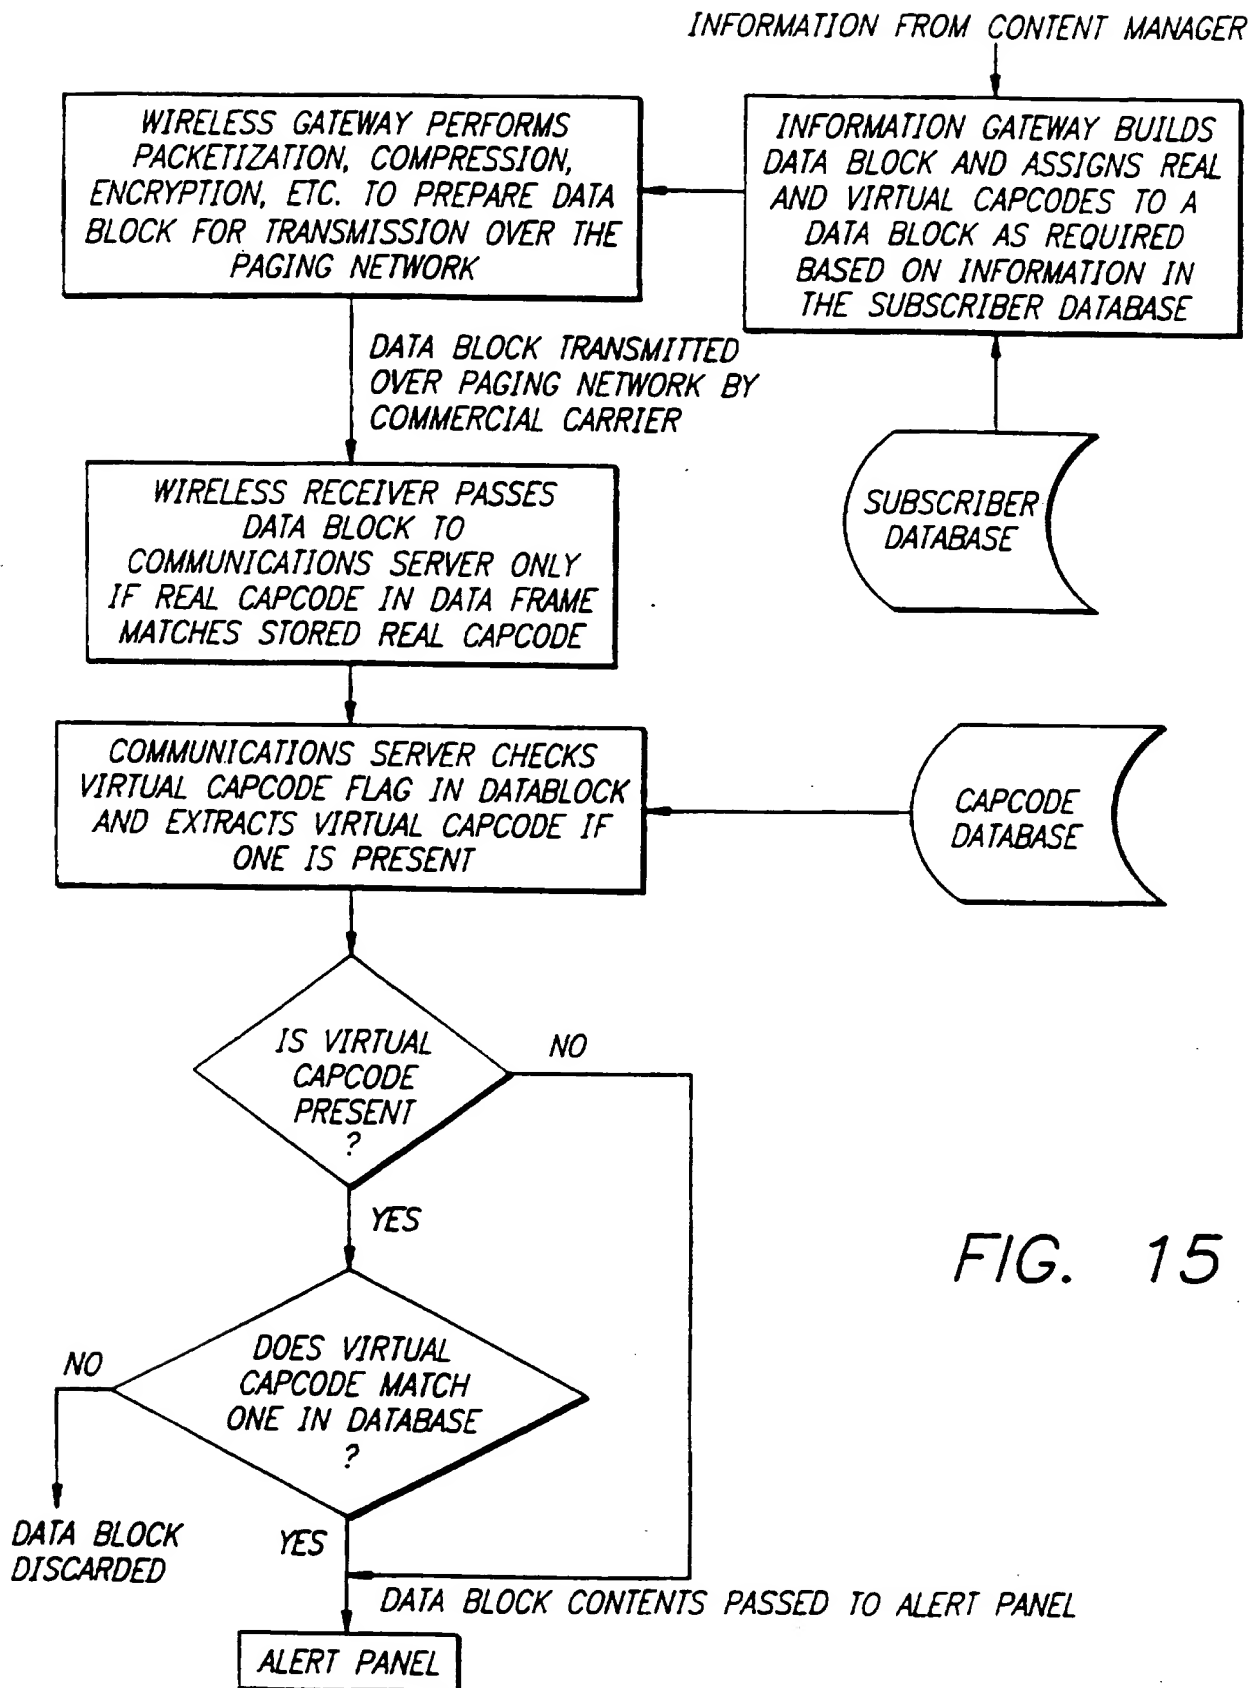 INFORMATION FROM CONTENT MANAGER
WIRELESS GATEWAY PERFORMS
PACKETIZATION, COMPRESSION,
ENCRYPTION, ETC. TO PREPARE DATA
BLOCK FOR TRANSMISSION OVER THE
PAGING NETWORK
INFORMATION GATEWAY BUILDS
DATA BLOCK AND ASSIGNS REAL
AND VIRTUAL CAPCODES TO A
DATA BLOCK AS REQUIRED
BASED ON INFORMATION IN
THE SUBSCRIBER DATABASE
DATA BLOCK TRANSMITTED
OVER PAGING NETWORK BY
COMMERCIAL CARRIER
SUBSCRIBER
DATABASE
WIRELESS RECEIVER PASSES
DATA BLOCK TO
COMMUNICATIONS SERVER ONLY
IF REAL CAPCODE IN DATA FRAME
MATCHES STORED REAL CAPCODE
COMMUNICATIONS SERVER CHECKS
VIRTUAL CAPCODE FLAG IN DATABLOCK
AND EXTRACTS VIRTUAL CAPCODE IF
ONE IS PRESENT
CAPCODE
DATABASE
IS VIRTUAL
CAPCODE
PRESENT
?
NO
YES
FIG. 15
DOES VIRTUAL
CAPCODE MATCH
ONE IN DATABASE
?
NO
DATA BLOCK
DISCARDED
YES
DATA BLOCK CONTENTS PASSED TO ALERT PANEL
ALERT PANEL